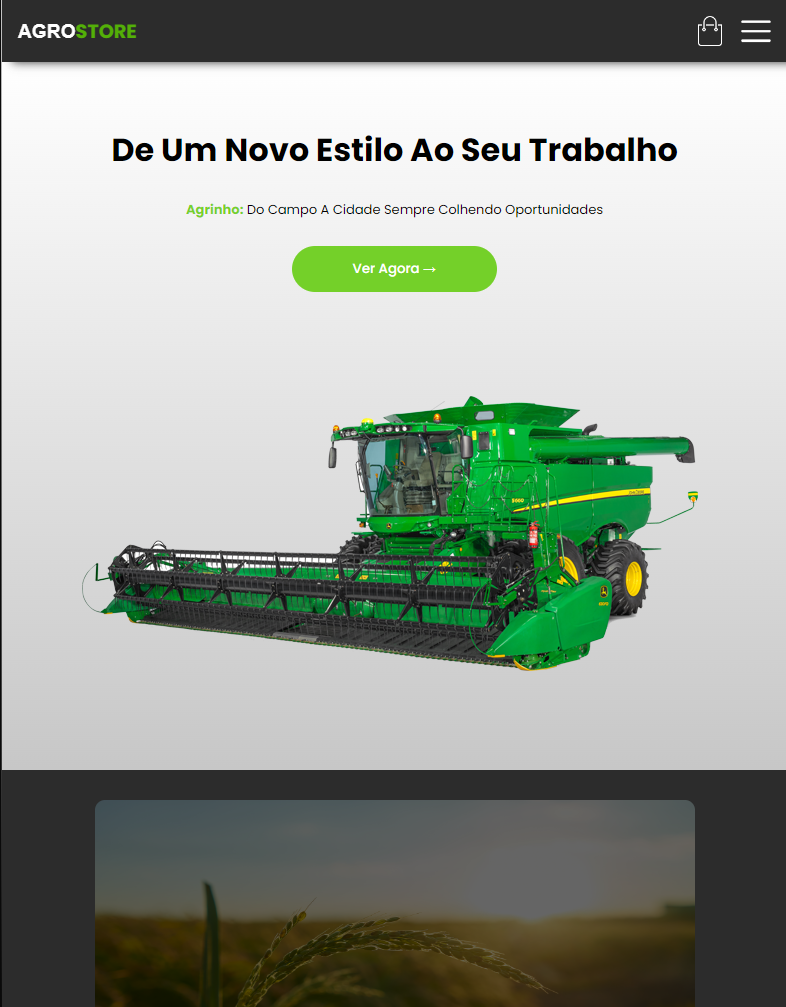 AGROSTORE
De Um Novo Estilo Ao Seu Trabalho
Agrinho: Do Campo A Cidade Sempre Colhendo Oportunidades
Ver Agora →